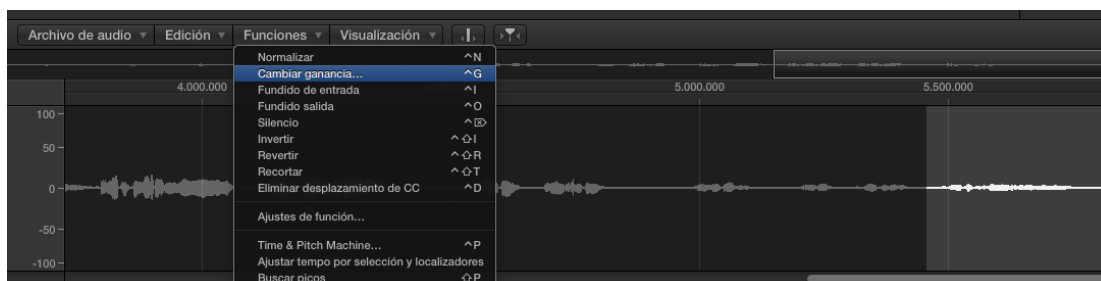 Archivo de audio Edición Funciones Visualización
Normalizar ^N
Cambiar ganancia... ^G
4.000.000 5.000.000 5.500.000
Fundido de entrada ^I
Fundido salida ^O
100
Silencio ^⌦
Invertir ^⇧I
50
Revertir ^⇧R
Recortar ^⇧T
0
Eliminar desplazamiento de CC ^D
Ajustes de función...
-50
Time & Pitch Machine... ^P
Ajustar tempo por selección y localizadores
-100
Buscar picos ⇧P